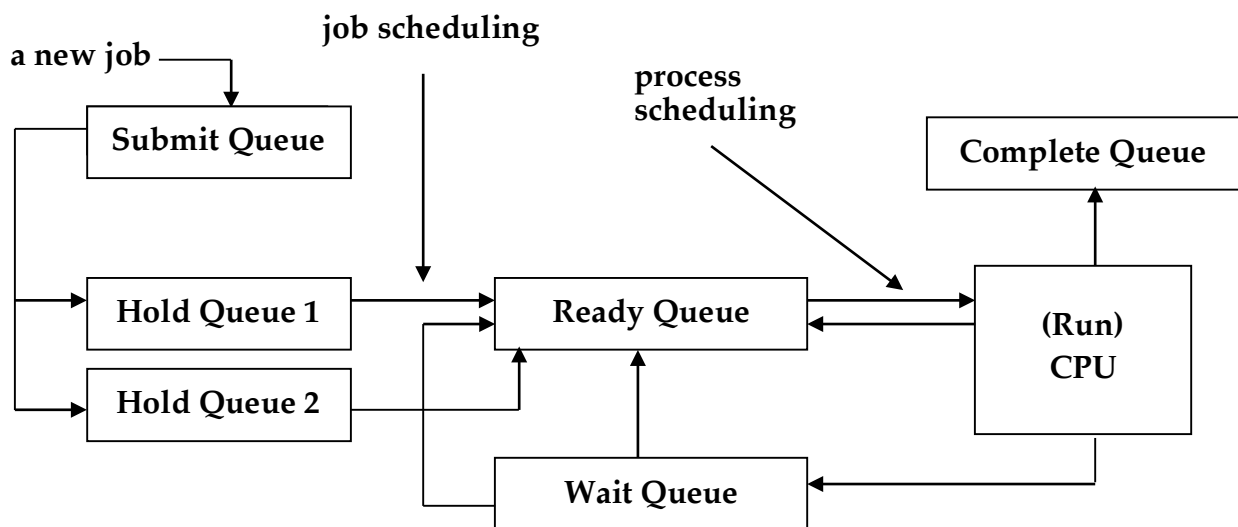 job scheduling
a new job
process
scheduling
Submit Queue
Complete Queue
Hold Queue 1
Ready Queue
(Run)
CPU
Hold Queue 2
Wait Queue